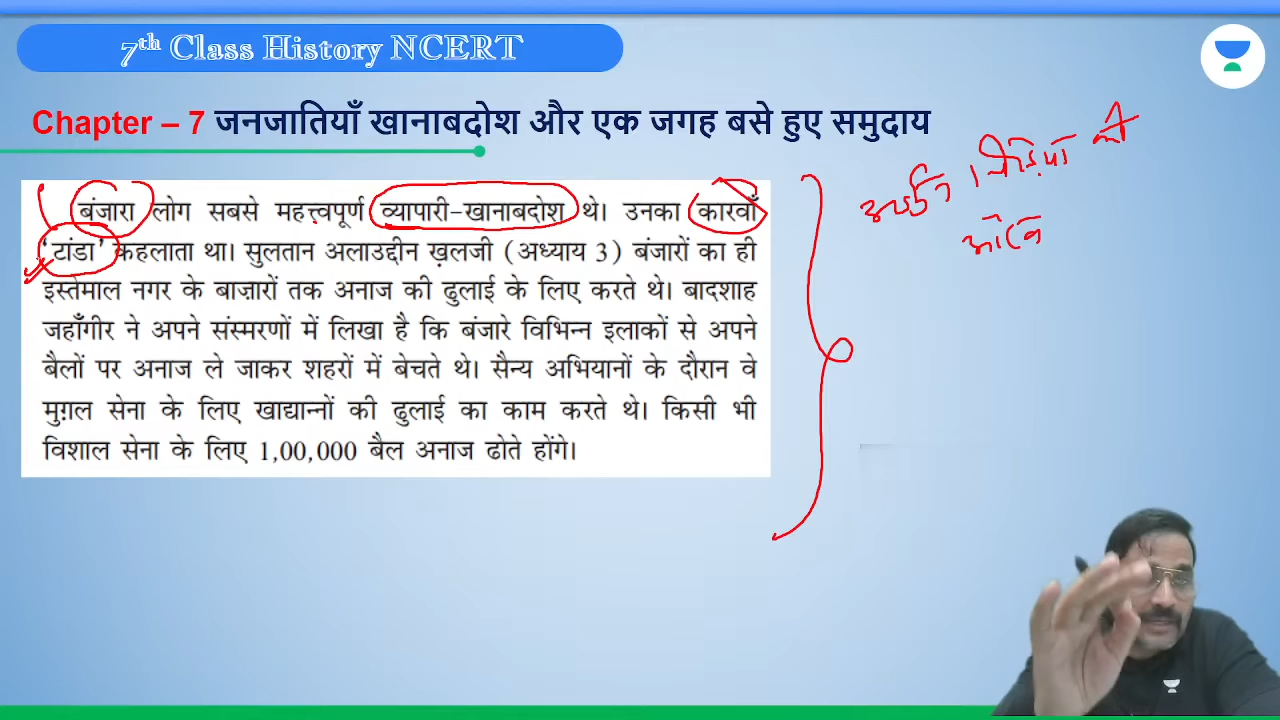 7th Class History NCERT
Chapter – 7 जनजातियाँ खानाबदोश और एक जगह बसे हुए समुदाय
बंजारा लोग सबसे महत्त्वपूर्ण व्यापारी-खानाबदोश थे। उनका कारवाँ
'टांडा' कहलाता था। सुलतान अलाउद्दीन ख़लजी (अध्याय 3) बंजारों का ही
इस्तेमाल नगर के बाज़ारों तक अनाज की ढुलाई के लिए करते थे। बादशाह
जहाँगीर ने अपने संस्मरणों में लिखा है कि बंजारे विभिन्न इलाकों से अपने
बैलों पर अनाज ले जाकर शहरों में बेचते थे। सैन्य अभियानों के दौरान वे
मुग़ल सेना के लिए खाद्यान्नों की ढुलाई का काम करते थे। किसी भी
विशाल सेना के लिए 1,00,000 बैल अनाज ढोते होंगे।